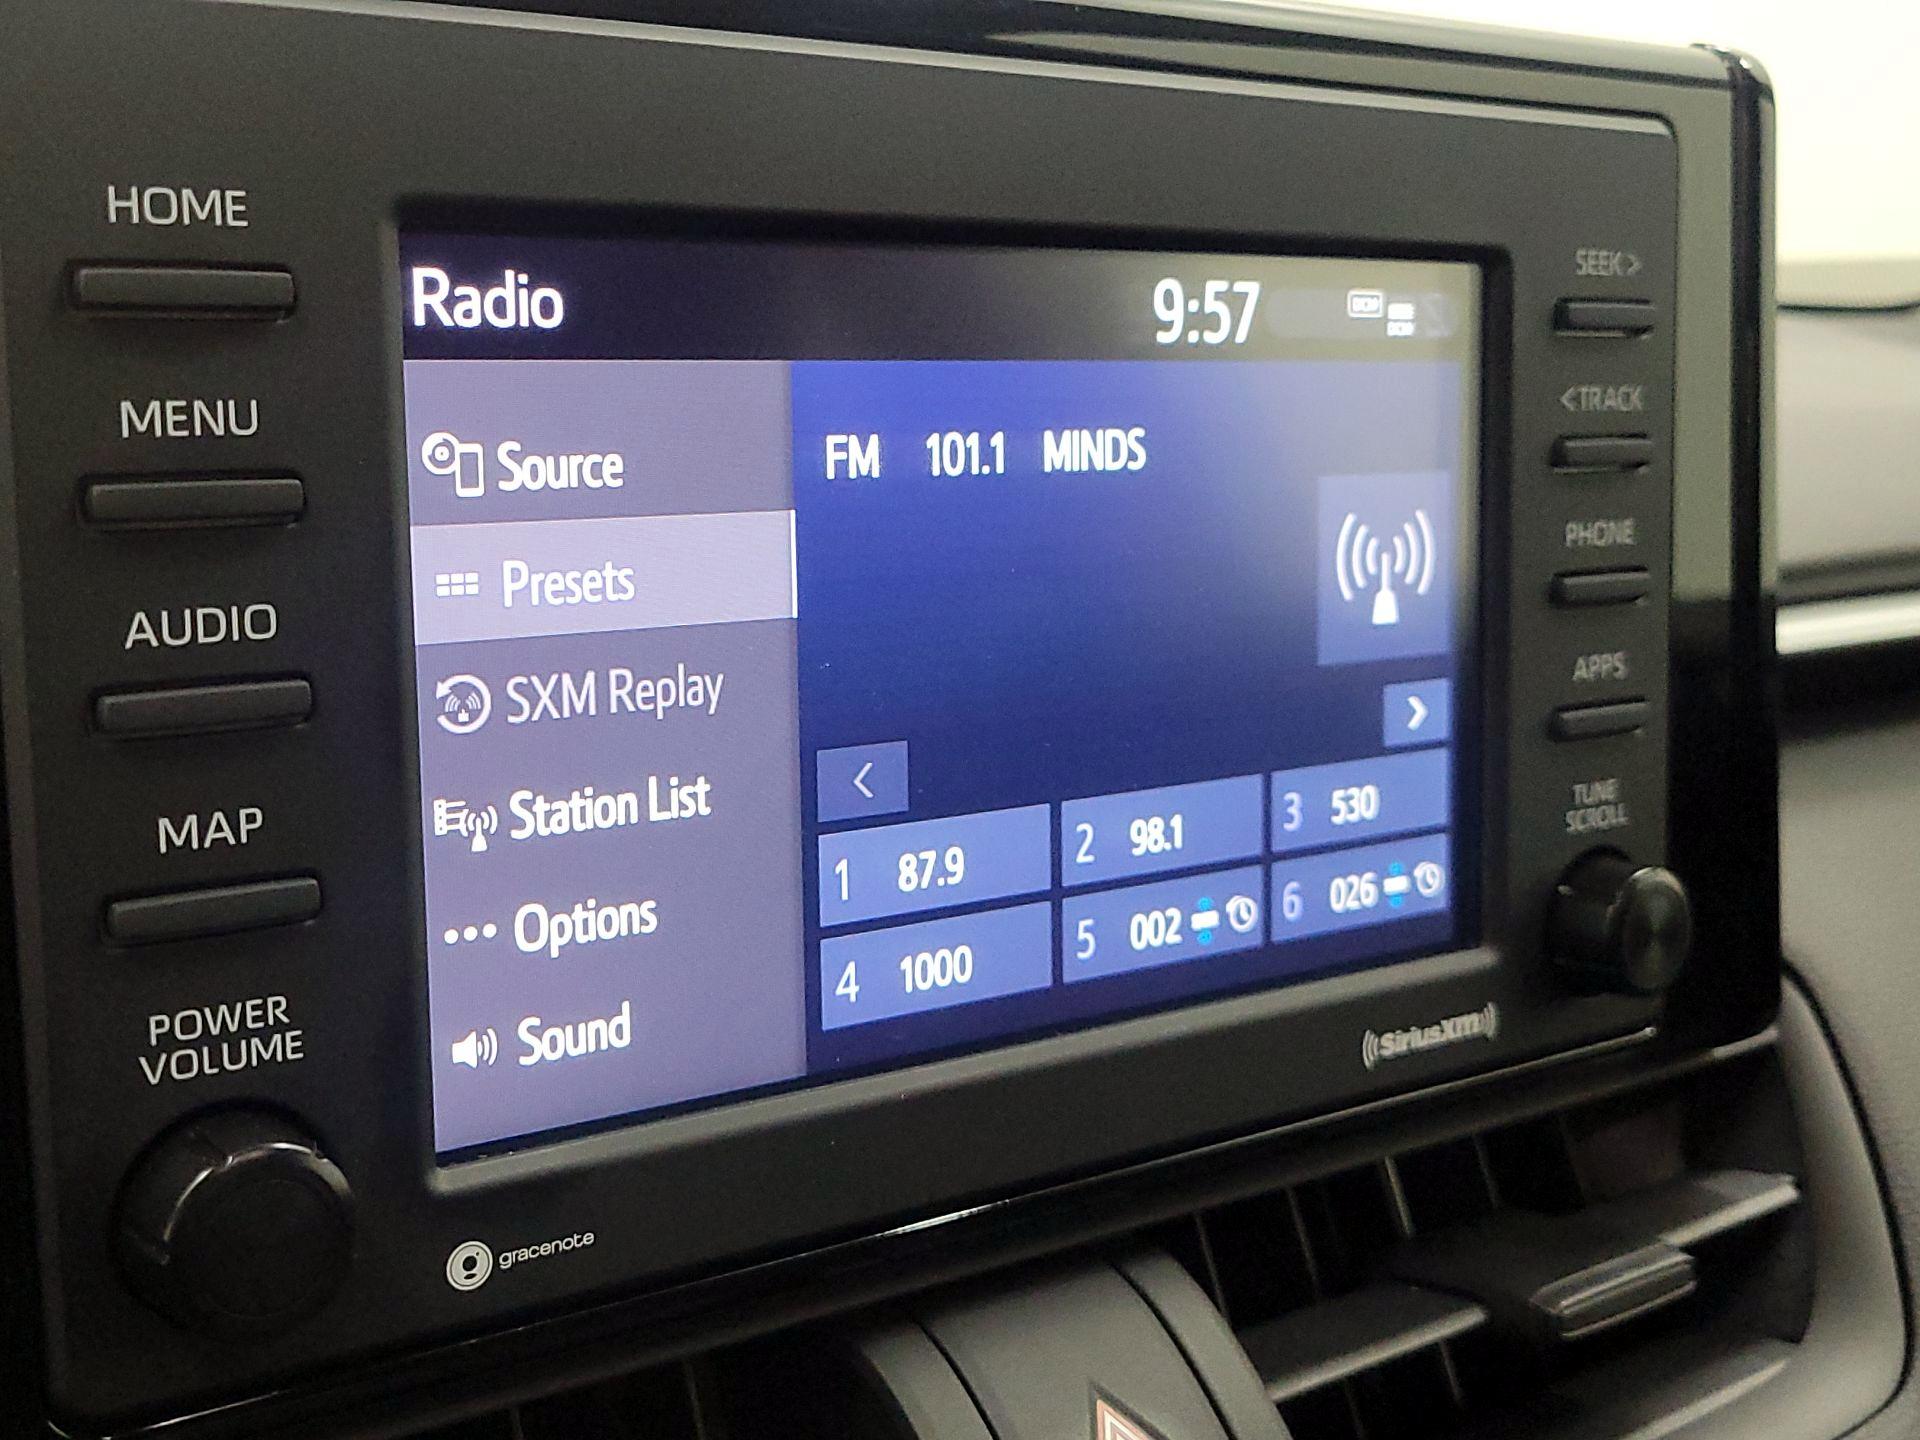 HOME
MENU
AUDIO
MAP
POWER
VOLUME
Radio
9:57
Source
Presets
SXM Replay
Station List
Options
Sound
FM 101.1 MINDS
1 87.9
2 98.1
3 530
4 1000
5 002
6 026
SEEK >
< TRACK
PHONE
APPS
TUNE
SCROLL
SiriusXM
gracenote